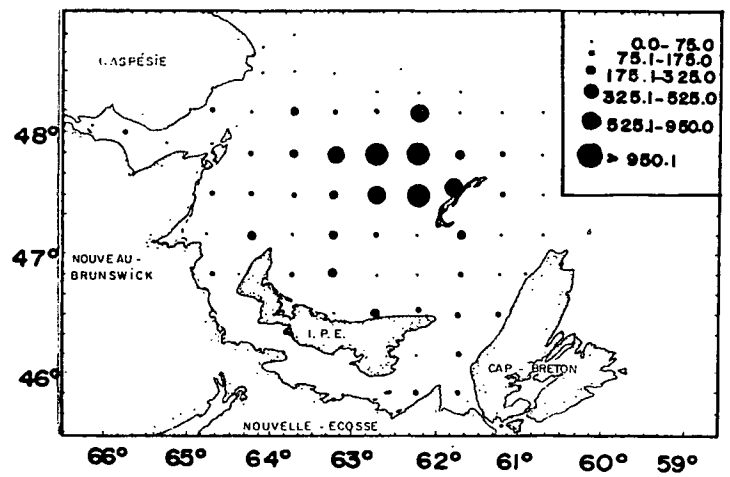 GASPÉSIE
0.0-75.0
75.1-175.0
175.1-325.0
325.1-525.0
525.1-950.0
> 950.1
48°
47°
NOUVEAU-
BRUNSWICK
I.P.E.
46°
CAP-BRETON
NOUVELLE-ECOSSE
66° 65° 64° 63° 62° 61° 60° 59°